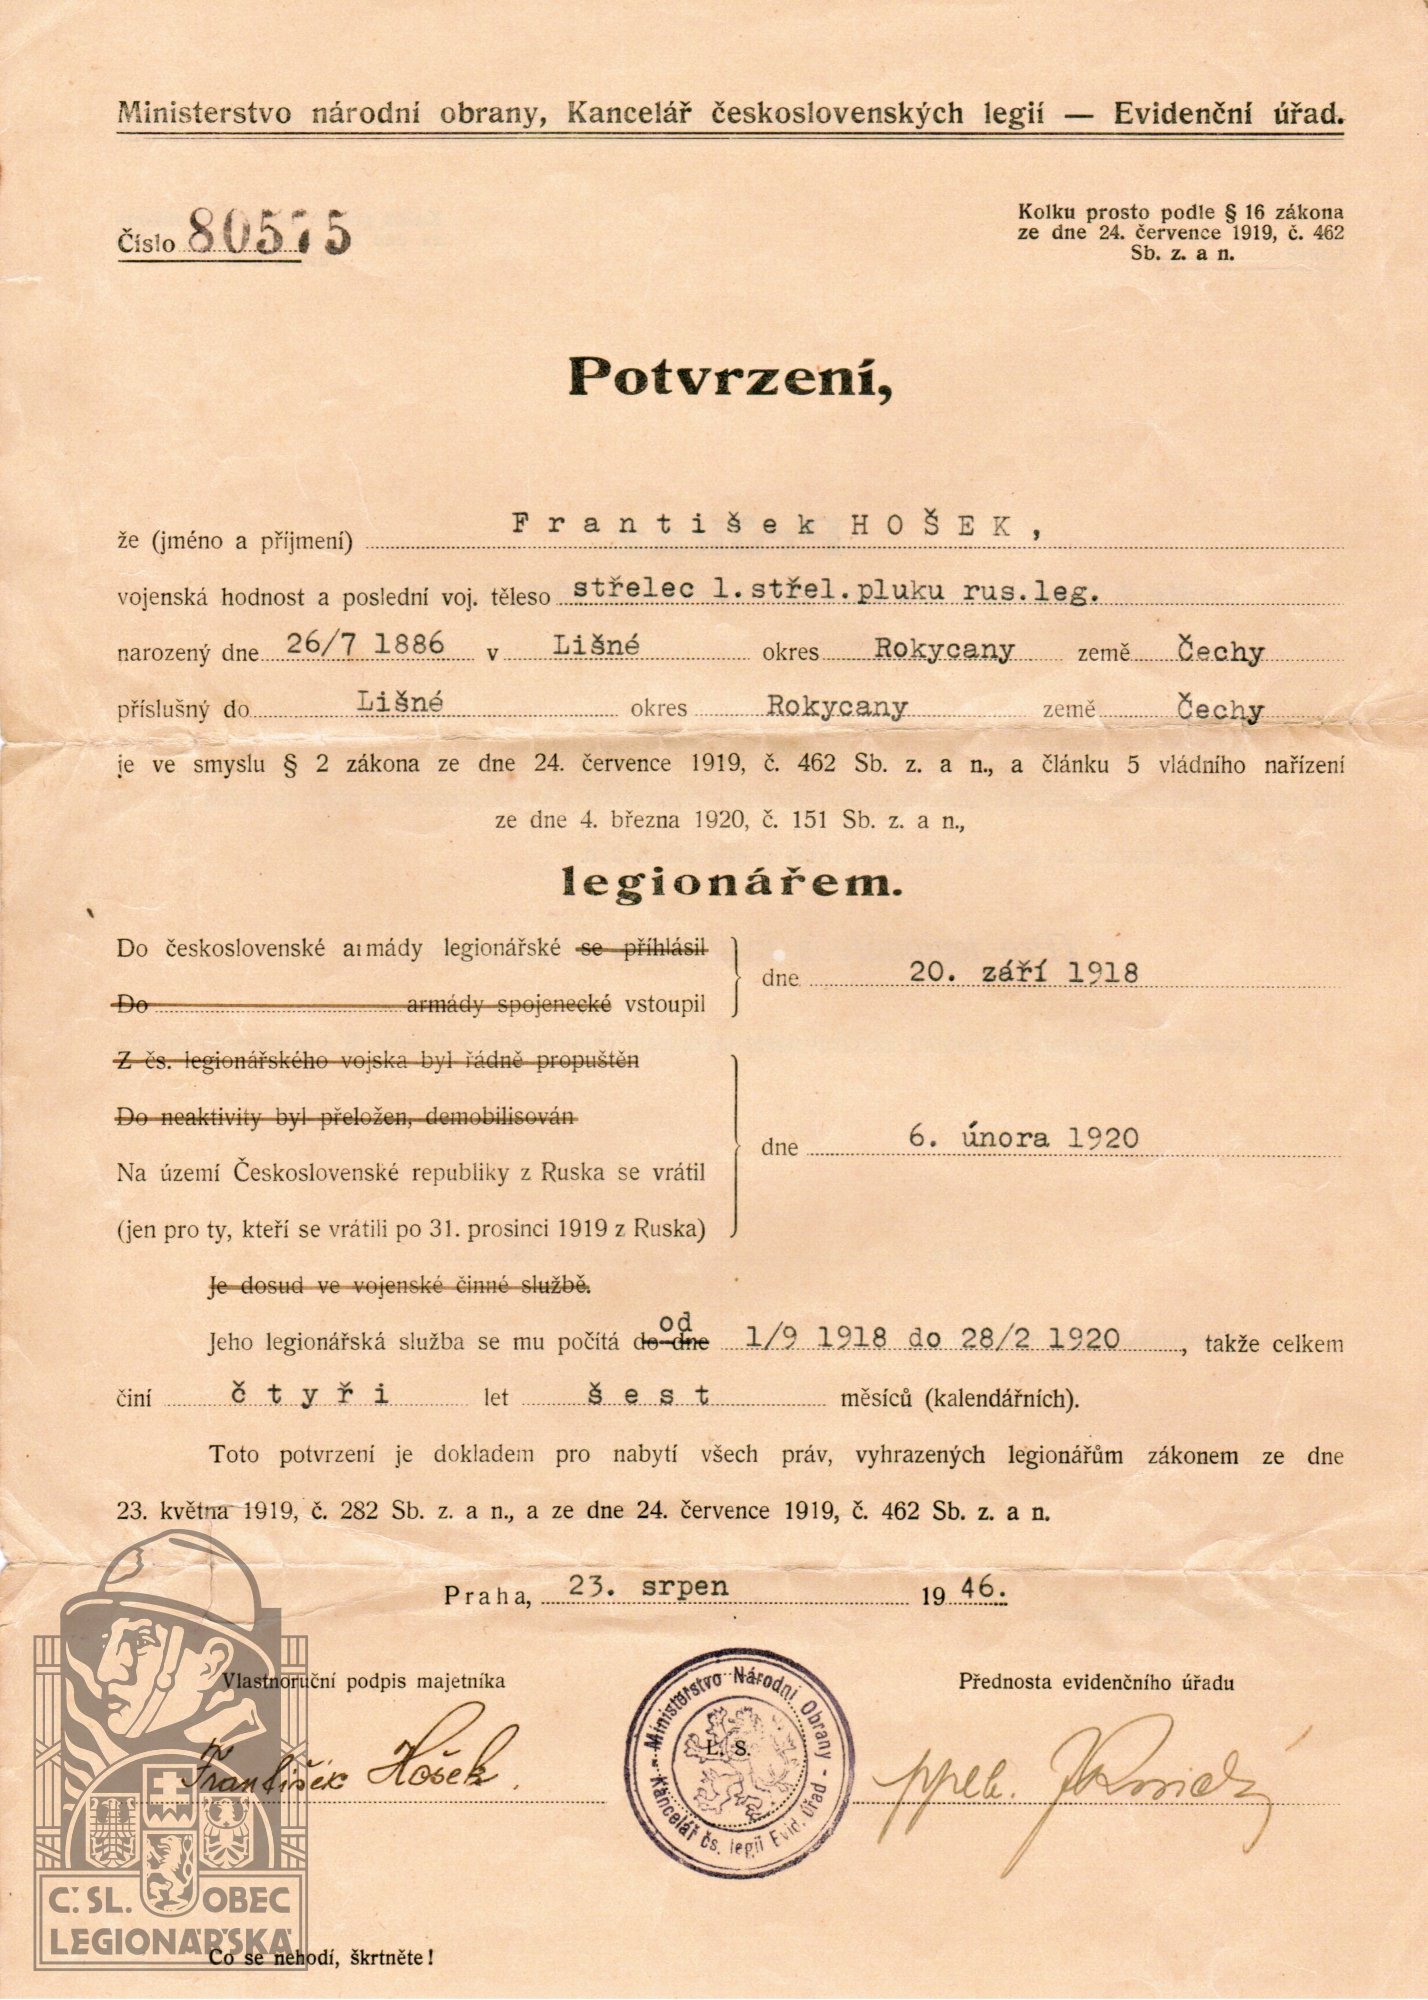 Ministerstvo národní obrany, Kancelář československých legií — Evidenční úřad.
Číslo 80575
Kolku prosto podle § 16 zákona
ze dne 24. července 1919, č. 462
Sb. z. a n.
Potvrzení,
že (jméno a příjmení) František HOŠEK,
vojenská hodnost a poslední voj. těleso střelec 1.střel.pluku rus.leg.
narozený dne 26/7 1886 v Lišné okres Rokycany země Čechy
příslušný do Lišné okres Rokycany země Čechy
je ve smyslu § 2 zákona ze dne 24. července 1919, č. 462 Sb. z. a n., a článku 5 vládního nařízení
ze dne 4. března 1920, č. 151 Sb. z. a n.,
legionářem.
Do československé armády legionářské se přihlásil
Do armády spojenecké vstoupil
dne 20. září 1918
Z čs. legionářského vojska byl řádně propuštěn
Do neaktivity byl přeložen, demobilisován
Na území Československé republiky z Ruska se vrátil
(jen pro ty, kteří se vrátili po 31. prosinci 1919 z Ruska)
dne 6. února 1920
Je dosud ve vojenské činné službě.
Jeho legionářská služba se mu počítá do dne od 1/9 1918 do 28/2 1920, takže celkem
činí čtyři let šest měsíců (kalendářních).
Toto potvrzení je dokladem pro nabytí všech práv, vyhrazených legionářům zákonem ze dne
23. května 1919, č. 282 Sb. z. a n., a ze dne 24. července 1919, č. 462 Sb. z. a n.
Praha, 23. srpen 1946.
Vlastnoruční podpis majetníka
Přednosta evidenčního úřadu
František Hošek.
Ministerstvo Národní Obrany
L. S.
Kancelář čs. legií Evid. úřad
pplk.
Č. SL. OBEC
LEGIONÁŘSKÁ
Co se nehodí, škrtněte!